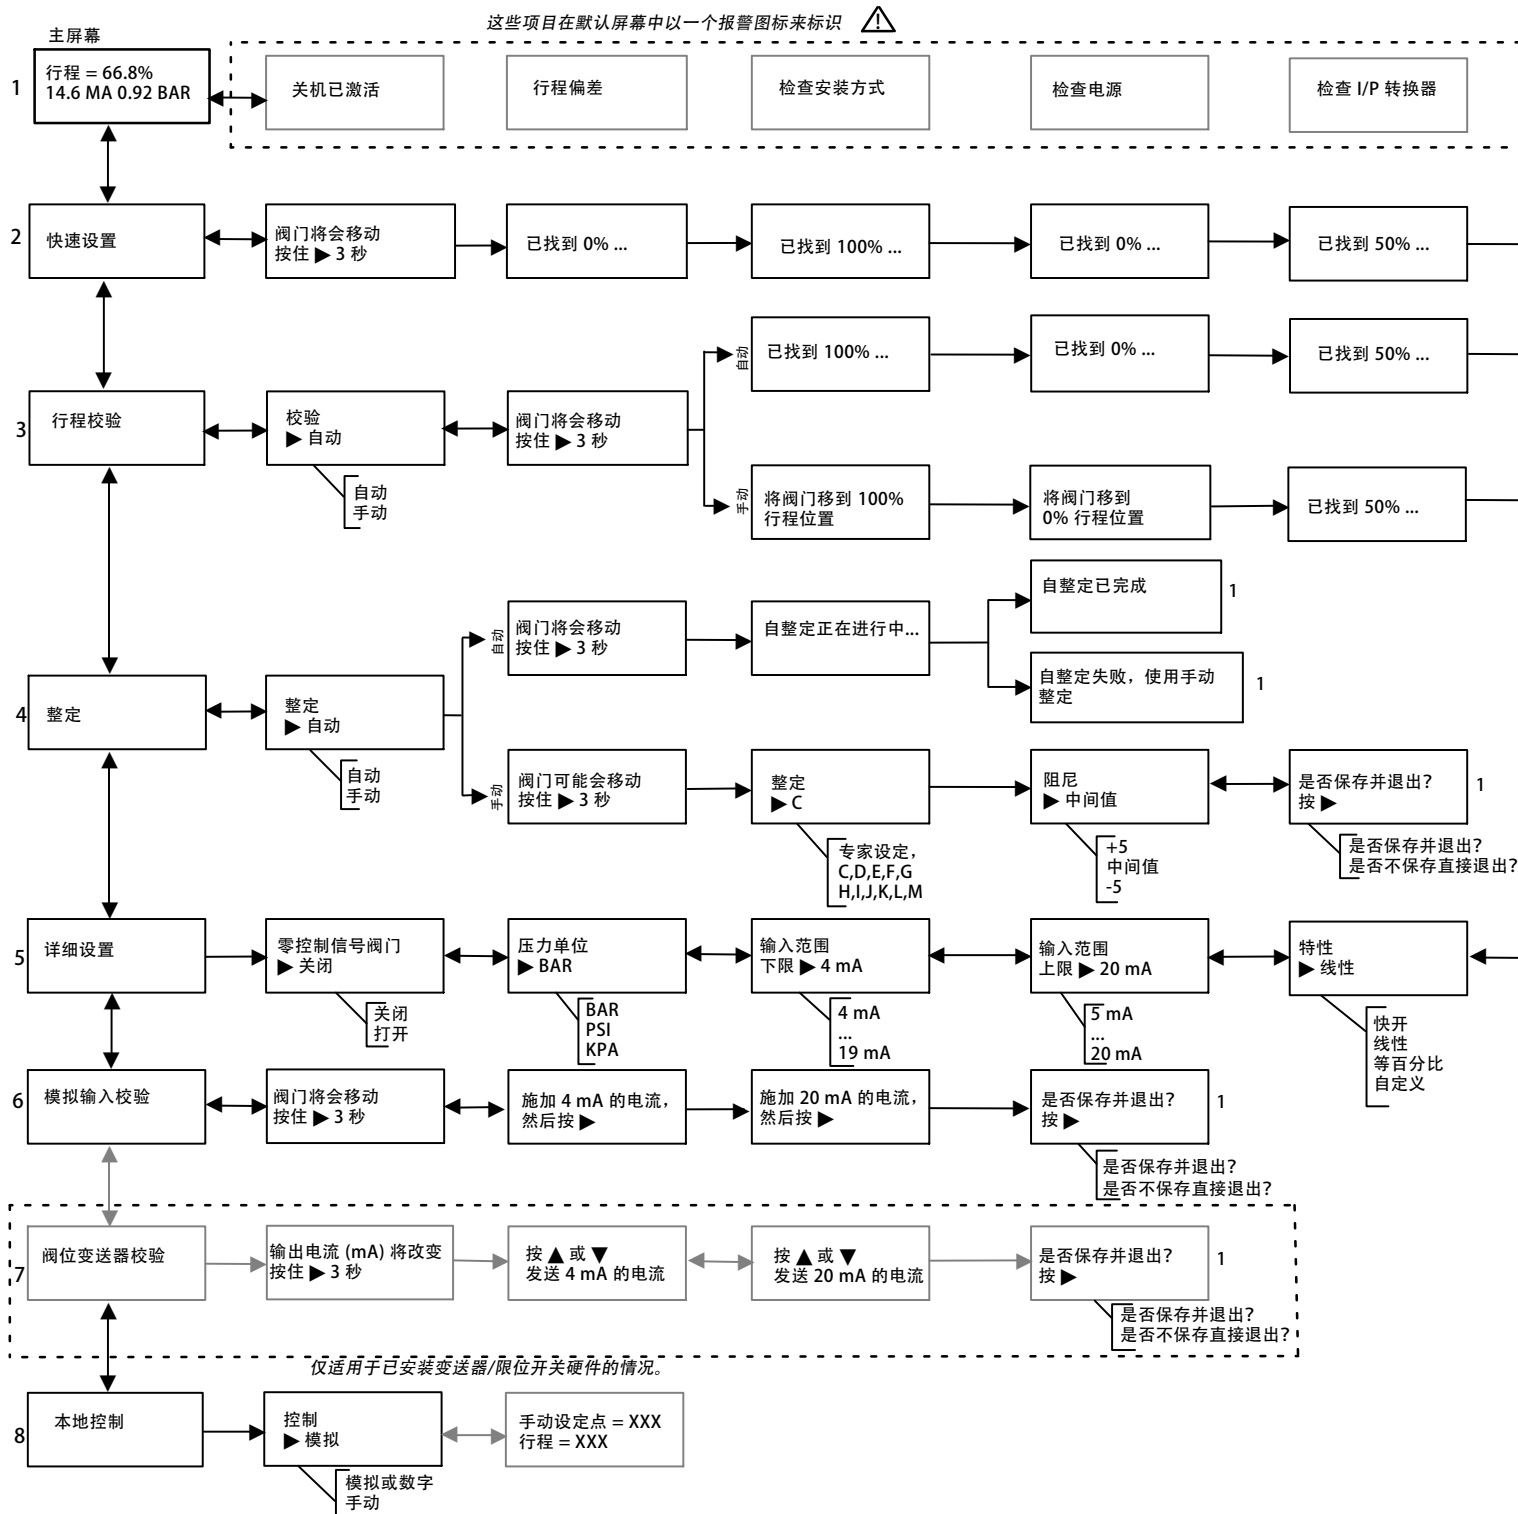 这些项目在默认屏幕中以一个报警图标来标识
主屏幕
1
行程 = 66.8%
14.6 MA 0.92 BAR
关机已激活
行程偏差
检查安装方式
检查电源
检查 I/P 转换器
2
快速设置
阀门将会移动
按住 ▶ 3 秒
已找到 0% ...
已找到 100% ...
已找到 0% ...
已找到 50% ...
3
行程校验
校验
▶ 自动
自动
手动
阀门将会移动
按住 ▶ 3 秒
自动
已找到 100% ...
已找到 0% ...
已找到 50% ...
手动
将阀门移到 100%
行程位置
将阀门移到
0% 行程位置
已找到 50% ...
4
整定
整定
▶ 自动
自动
手动
自动
阀门将会移动
按住 ▶ 3 秒
自整定正在进行中...
自整定已完成
1
自整定失败，使用手动
整定
1
手动
阀门可能会移动
按住 ▶ 3 秒
整定
▶ C
专家设定，
C,D,E,F,G
H,I,J,K,L,M
阻尼
▶ 中间值
+5
中间值
-5
是否保存并退出？
按 ▶
1
是否保存并退出？
是否不保存直接退出？
5
详细设置
零控制信号阀门
▶ 关闭
关闭
打开
压力单位
▶ BAR
BAR
PSI
KPA
输入范围
下限 ▶ 4 mA
4 mA
...
19 mA
输入范围
上限 ▶ 20 mA
5 mA
...
20 mA
特性
▶ 线性
快开
线性
等百分比
自定义
6
模拟输入校验
阀门将会移动
按住 ▶ 3 秒
施加 4 mA 的电流，
然后按 ▶
施加 20 mA 的电流，
然后按 ▶
是否保存并退出？
按 ▶
1
是否保存并退出？
是否不保存直接退出？
7
阀位变送器校验
输出电流 (mA) 将改变
按住 ▶ 3 秒
按 ▲ 或 ▼
发送 4 mA 的电流
按 ▲ 或 ▼
发送 20 mA 的电流
是否保存并退出？
按 ▶
1
是否保存并退出？
是否不保存直接退出？
仅适用于已安装变送器/限位开关硬件的情况。
8
本地控制
控制
▶ 模拟
模拟或数字
手动
手动设定点 = XXX
行程 = XXX